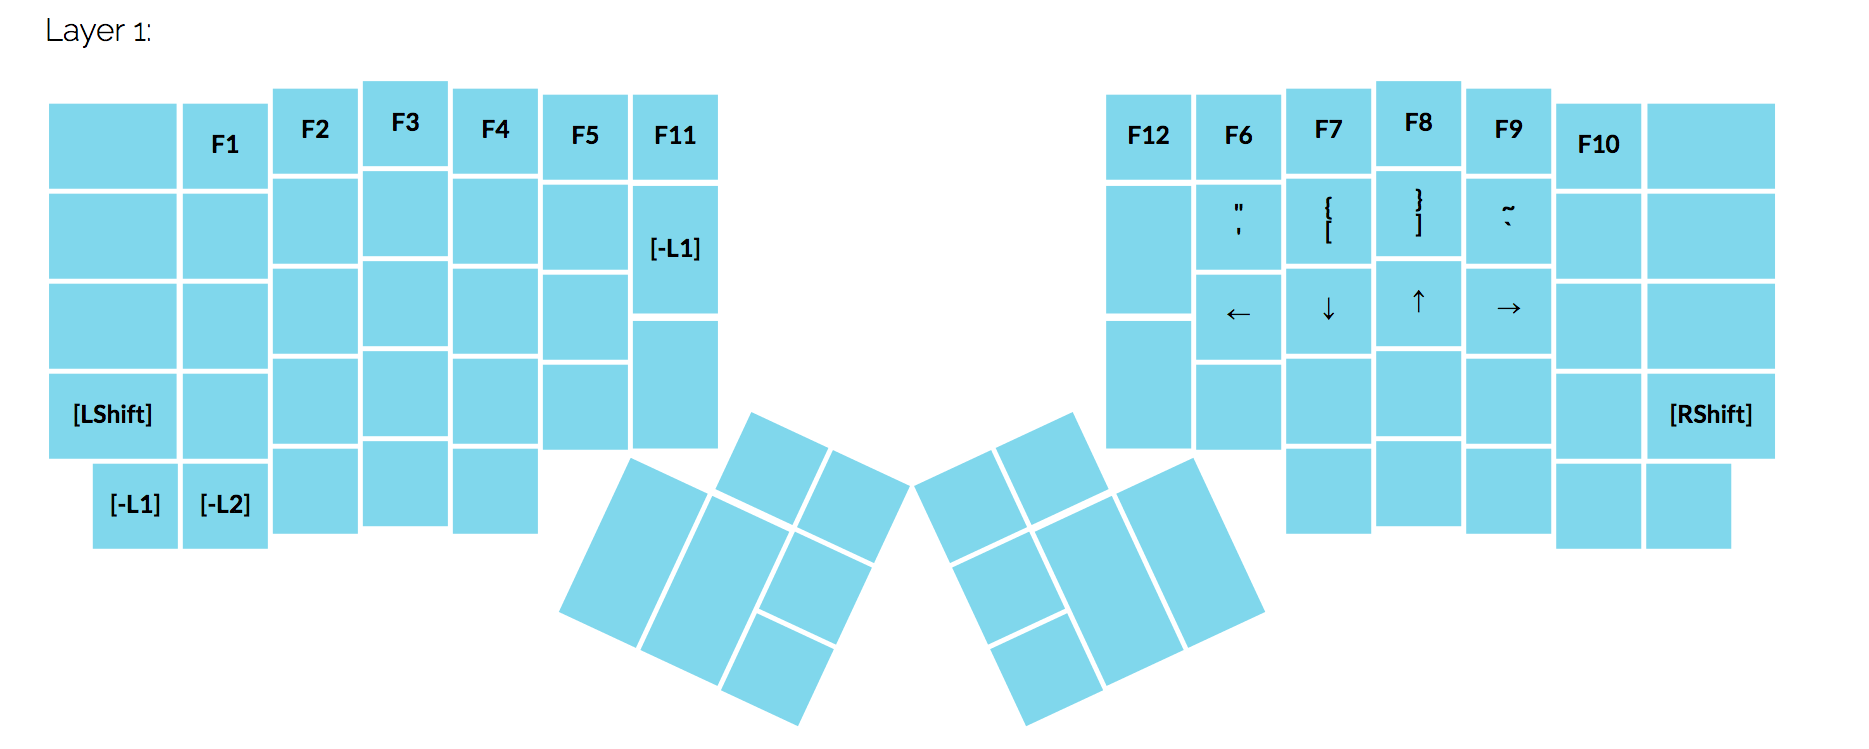 Layer 1:
F1 F2 F3 F4 F5 F11 F12 F6 F7 F8 F9 F10
[-L1] " { } ~
' [ ] `
← ↓ ↑ →
[LShift] [RShift]
[-L1] [-L2]